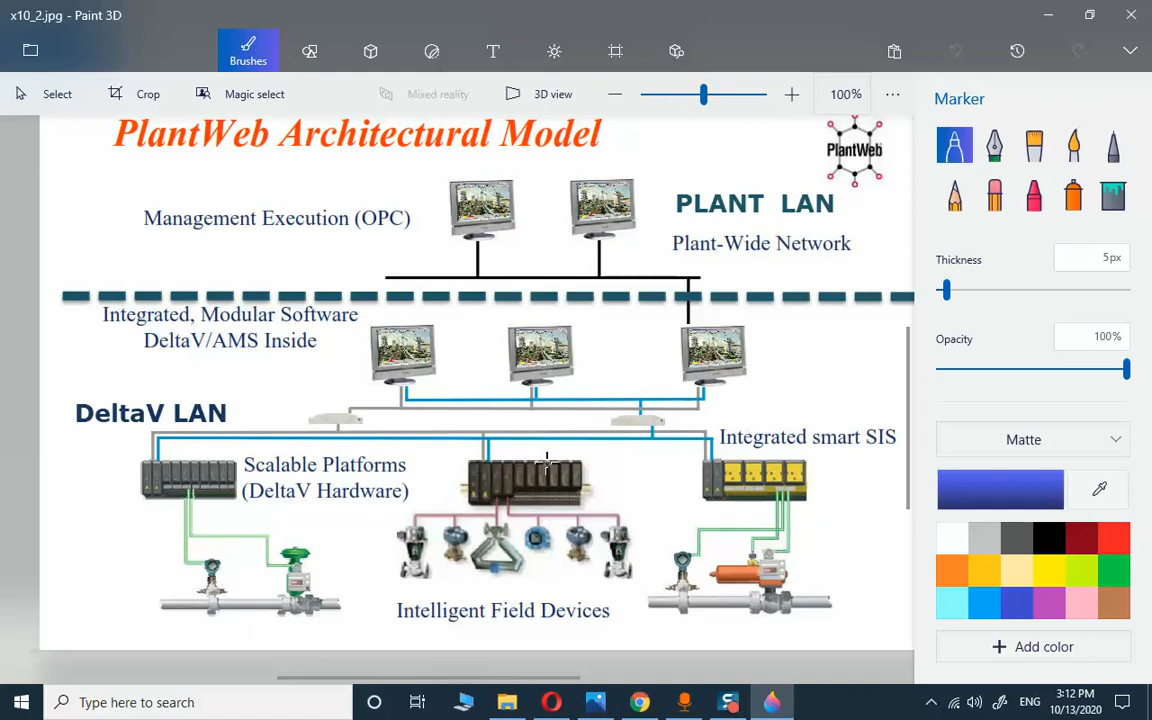 x10_2.jpg - Paint 3D
Brushes
Select
Crop
Magic select
Mixed reality
3D view
100%
Marker
Thickness
5px
Opacity
100%
Matte
Add color
PlantWeb Architectural Model
PlantWeb
Management Execution (OPC)
PLANT LAN
Plant-Wide Network
Integrated, Modular Software
DeltaV/AMS Inside
DeltaV LAN
Integrated smart SIS
Scalable Platforms
(DeltaV Hardware)
Intelligent Field Devices
Type here to search
ENG
3:12 PM
10/13/2020